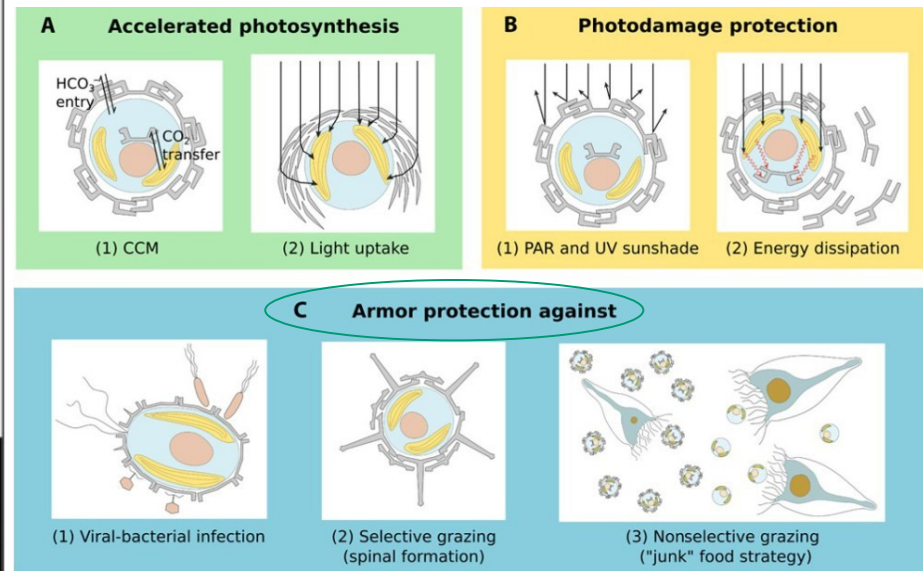 A Accelerated photosynthesis
HCO₃⁻
entry
CO₂
transfer
(1) CCM
(2) Light uptake
B Photodamage protection
(1) PAR and UV sunshade
(2) Energy dissipation
C Armor protection against
(1) Viral-bacterial infection
(2) Selective grazing
(spinal formation)
(3) Nonselective grazing
("junk" food strategy)